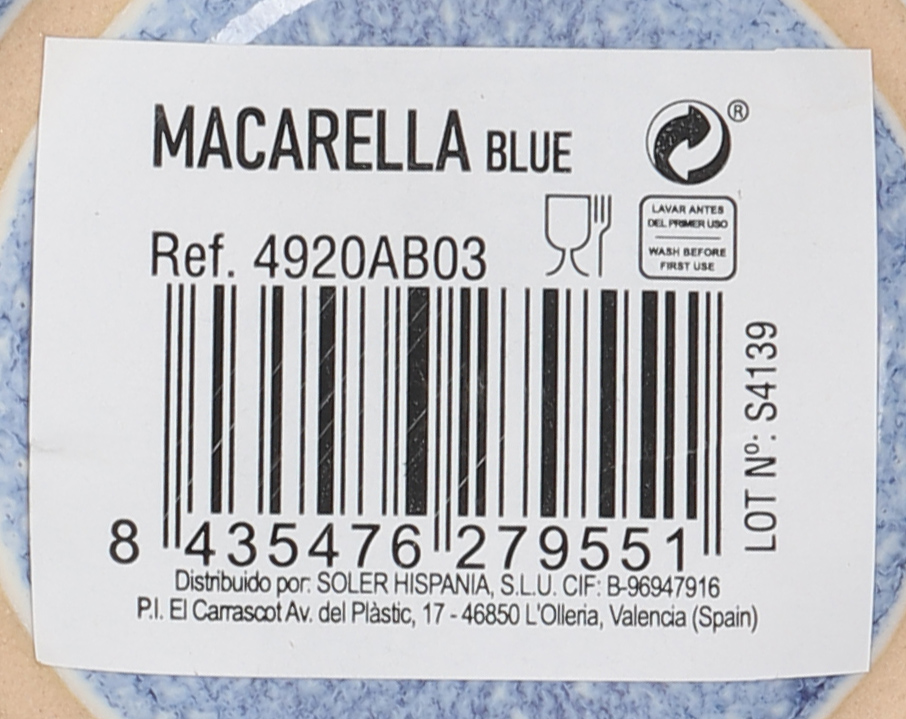 MACARELLA BLUE
®
LAVAR ANTES
DEL PRIMER USO
WASH BEFORE
FIRST USE
Ref. 4920AB03
LOT Nº: S4139
8 435476 279551
Distribuido por: SOLER HISPANIA, S.L.U. CIF: B-96947916
P.I. El Carrascot Av. del Plàstic, 17 - 46850 L'Olleria, Valencia (Spain)